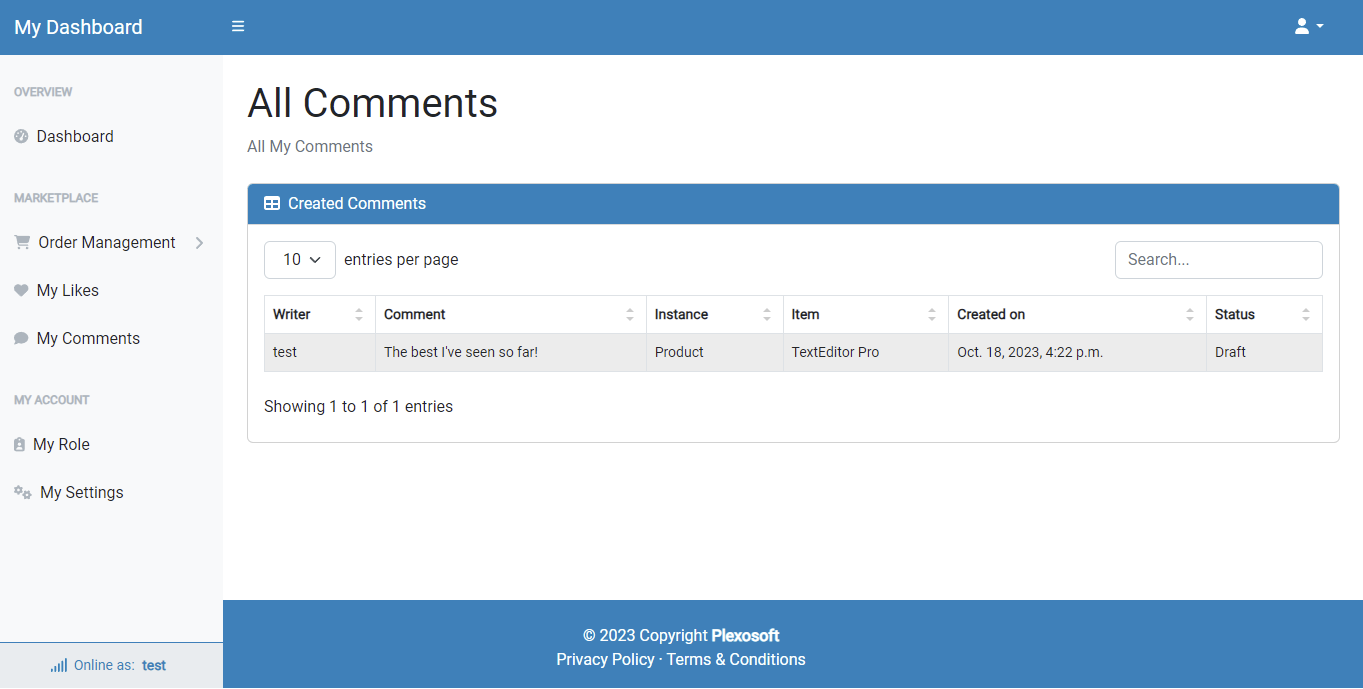 My Dashboard
OVERVIEW
Dashboard
MARKETPLACE
Order Management
My Likes
My Comments
MY ACCOUNT
My Role
My Settings
Online as: test
All Comments
All My Comments
Created Comments
10 entries per page Search...
Writer Comment Instance Item Created on Status
test The best I've seen so far! Product TextEditor Pro Oct. 18, 2023, 4:22 p.m. Draft
Showing 1 to 1 of 1 entries
© 2023 Copyright Plexosoft
Privacy Policy · Terms & Conditions